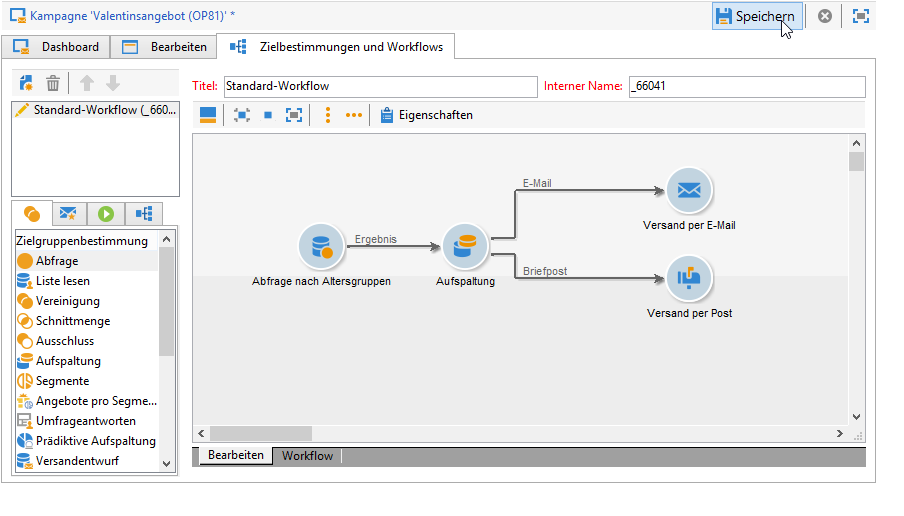 Kampagne 'Valentinsangebot (OP81)' *
Speichern
Dashboard
Bearbeiten
Zielbestimmungen und Workflows
Standard-Workflow (_660...
Titel: Standard-Workflow
Interner Name: _66041
Eigenschaften
Zielgruppenbestimmung
Abfrage
Liste lesen
Vereinigung
Schnittmenge
Ausschluss
Aufspaltung
Segmente
Angebote pro Segme...
Umfrageantworten
Prädiktive Aufspaltung
Versandentwurf
Abfrage nach Altersgruppen
Ergebnis
Aufspaltung
E-Mail
Versand per E-Mail
Briefpost
Versand per Post
Bearbeiten
Workflow